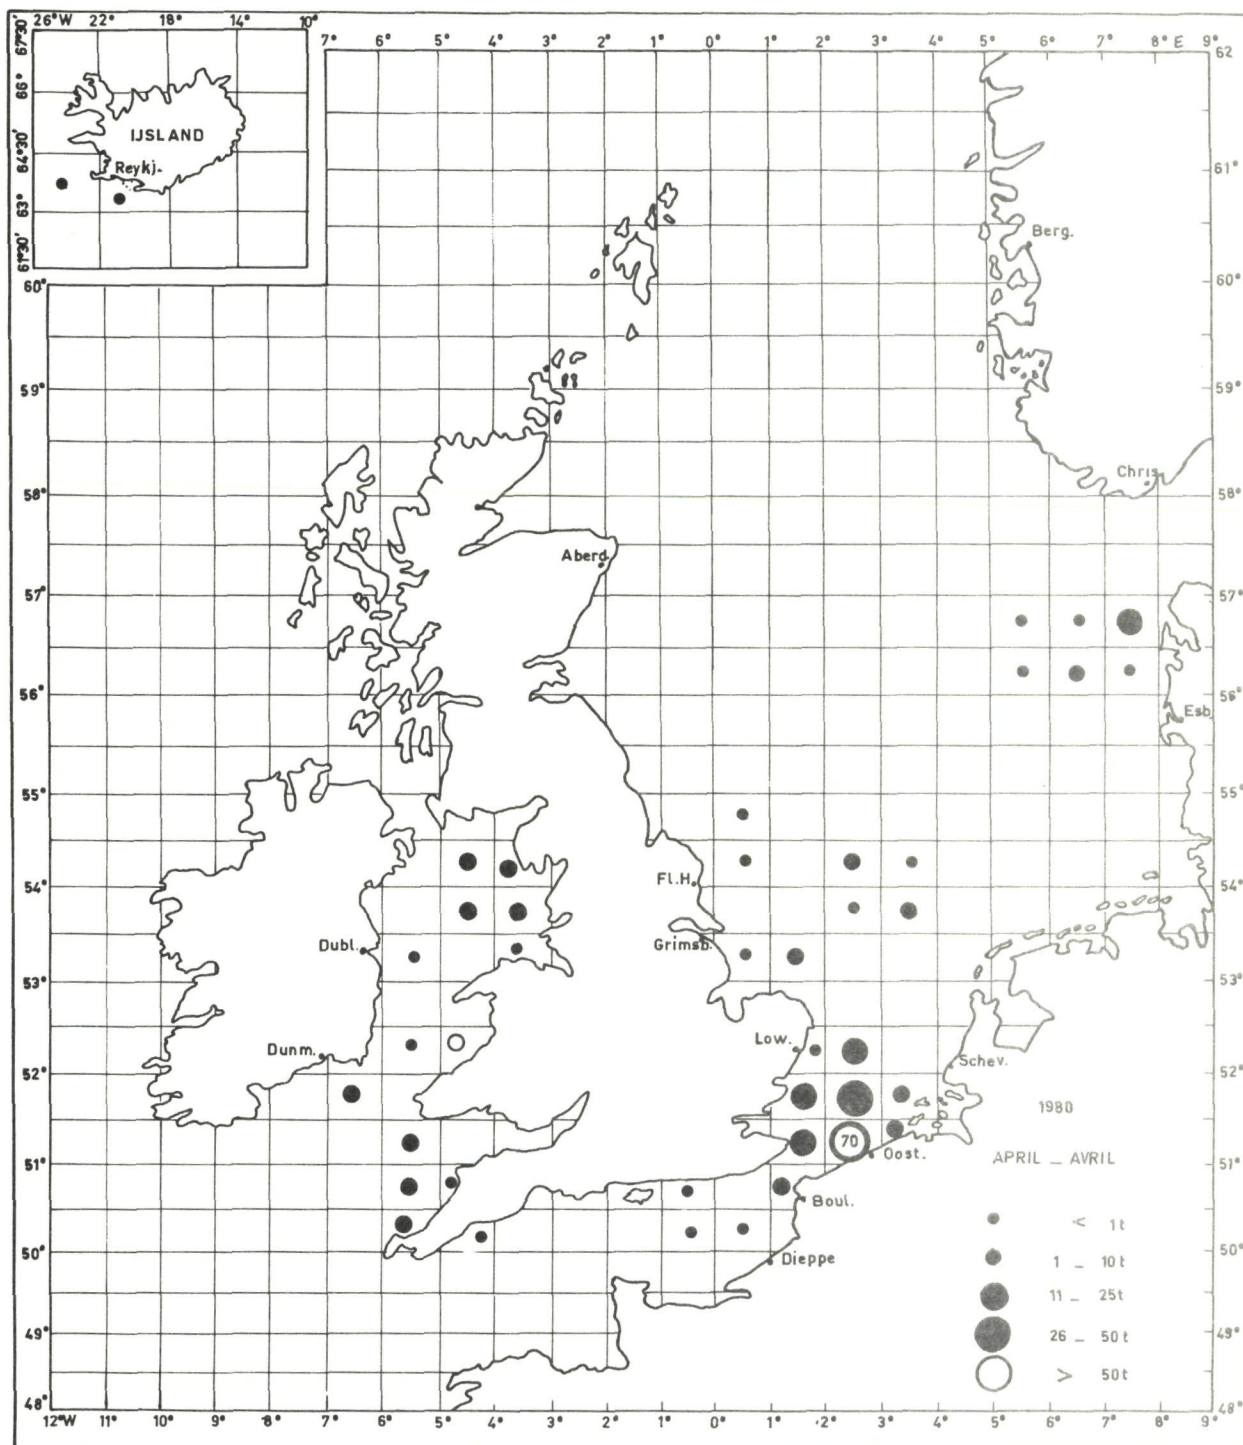 26°W 22° 18° 14° 10°
67°30' 66° 64°30' 63° 61°30'
IJSLAND
Reykj.
7° 6° 5° 4° 3° 2° 1° 0° 1° 2° 3° 4° 5° 6° 7° 8° E 9°
62
61°
60° 60°
59° 59°
58° 58°
57° 57°
56° 56°
55° 55°
54° 54°
53° 53°
52° 52°
51° 51°
50° 50°
49° 49°
48° 48°
Berg.
Chris
Aberd.
Esb.
Fl.H.
Grimsb.
Dubl.
Low.
Dunm.
Schev.
70
Oost.
Boul.
Dieppe
1980
APRIL _ AVRIL
< 1t
1 _ 10t
11 _ 25t
26 _ 50t
> 50t
12°W 10° 9° 8° 7° 6° 5° 4° 3° 2° 1° 0° 1° 2° 3° 4° 5° 6° 7° 8° 9°